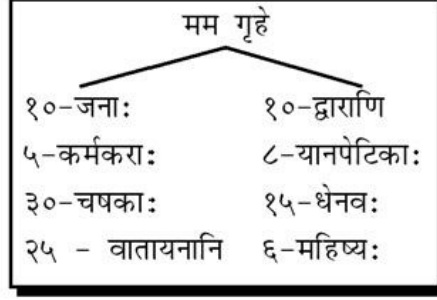 मम गृहे
१०-जनाः १०-द्वाराणि
५-कर्मकराः ८-यानपेटिकाः
३०-चषकाः १५-धेनवः
२५ - वातायनानि ६-महिष्यः